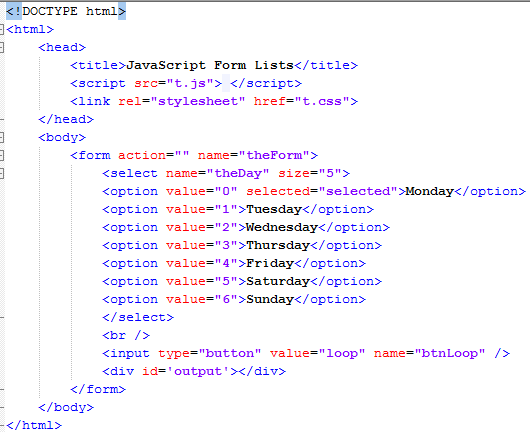 <!DOCTYPE html>
<html>
<head>
<title>JavaScript Form Lists</title>
<script src="t.js"> </script>
<link rel="stylesheet" href="t.css">
</head>
<body>
<form action="" name="theForm">
<select name="theDay" size="5">
<option value="0" selected="selected">Monday</option>
<option value="1">Tuesday</option>
<option value="2">Wednesday</option>
<option value="3">Thursday</option>
<option value="4">Friday</option>
<option value="5">Saturday</option>
<option value="6">Sunday</option>
</select>
<br />
<input type="button" value="loop" name="btnLoop" />
<div id='output'></div>
</form>
</body>
</html>